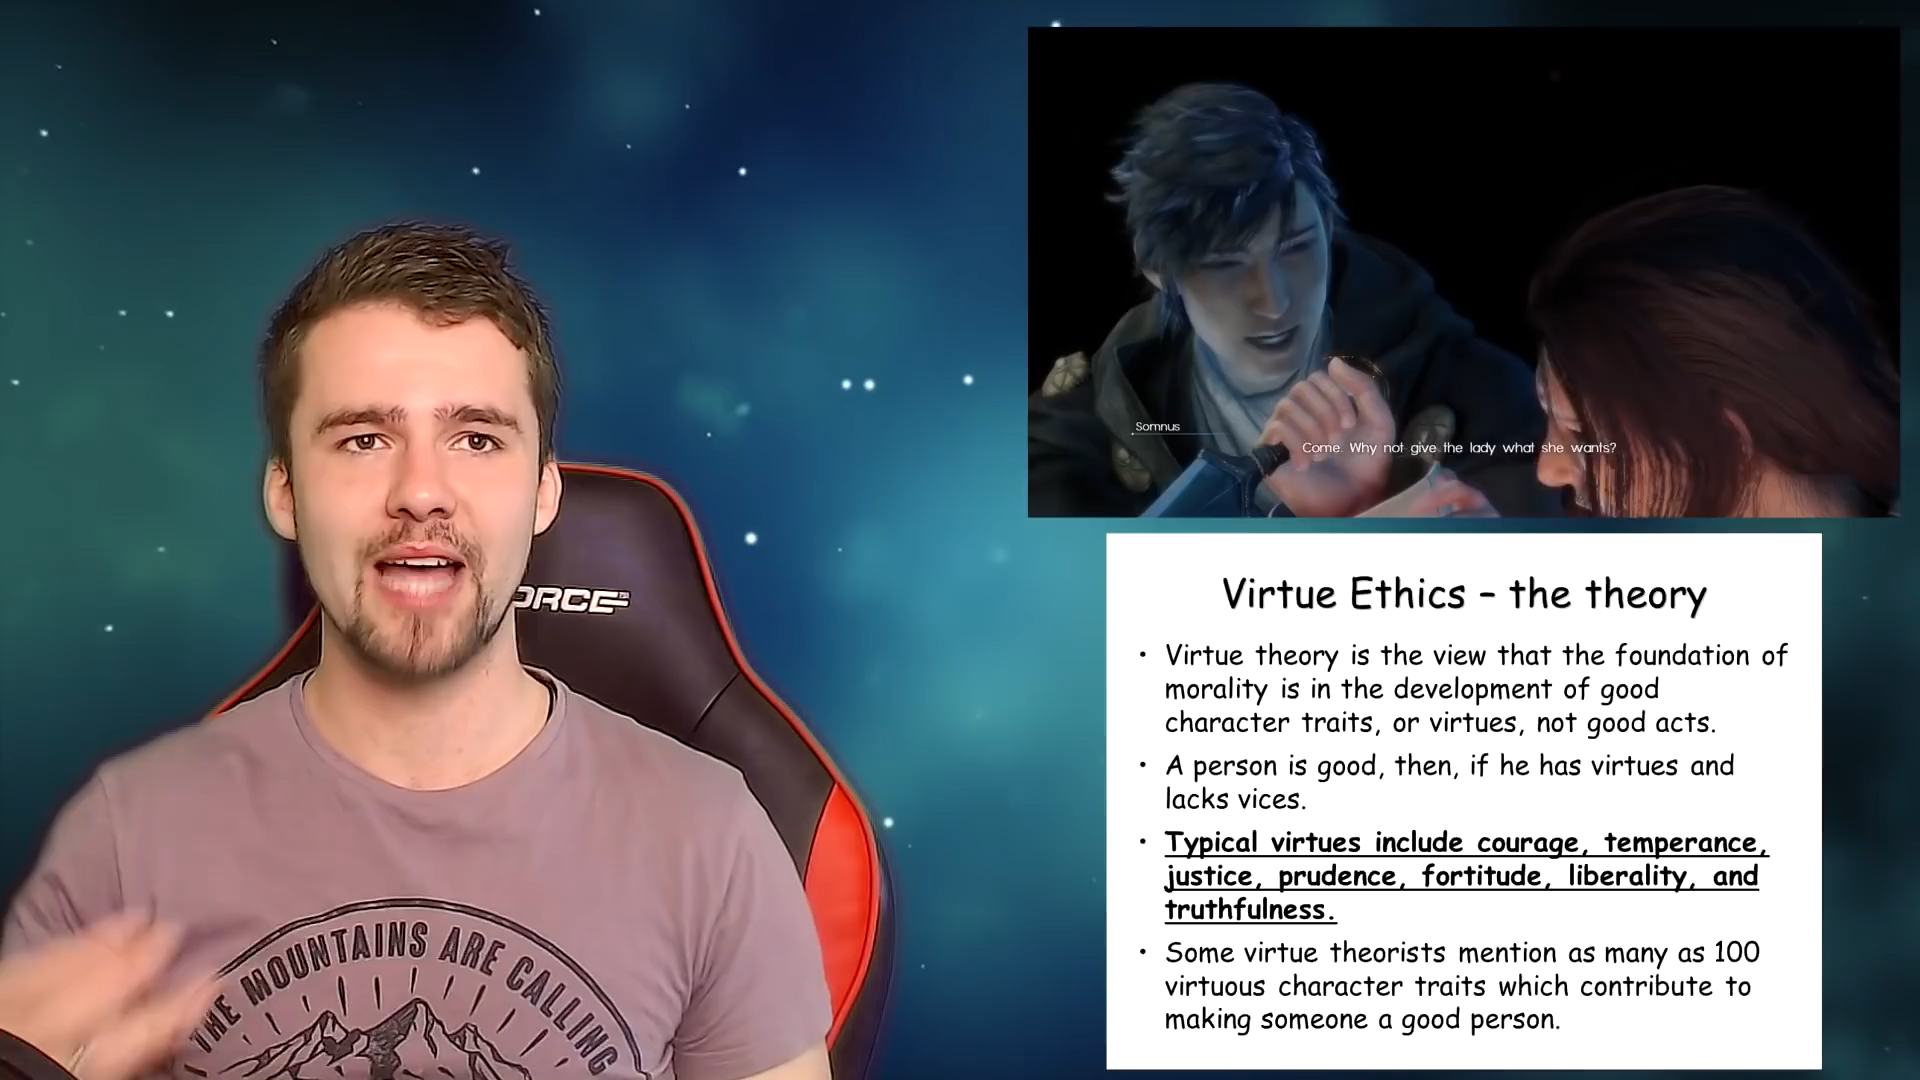 Somnus
Come. Why not give the lady what she wants?
Virtue Ethics – the theory
• Virtue theory is the view that the foundation of
morality is in the development of good
character traits, or virtues, not good acts.
• A person is good, then, if he has virtues and
lacks vices.
• Typical virtues include courage, temperance,
justice, prudence, fortitude, liberality, and
truthfulness.
• Some virtue theorists mention as many as 100
virtuous character traits which contribute to
making someone a good person.
ORCE
THE MOUNTAINS ARE CALLING